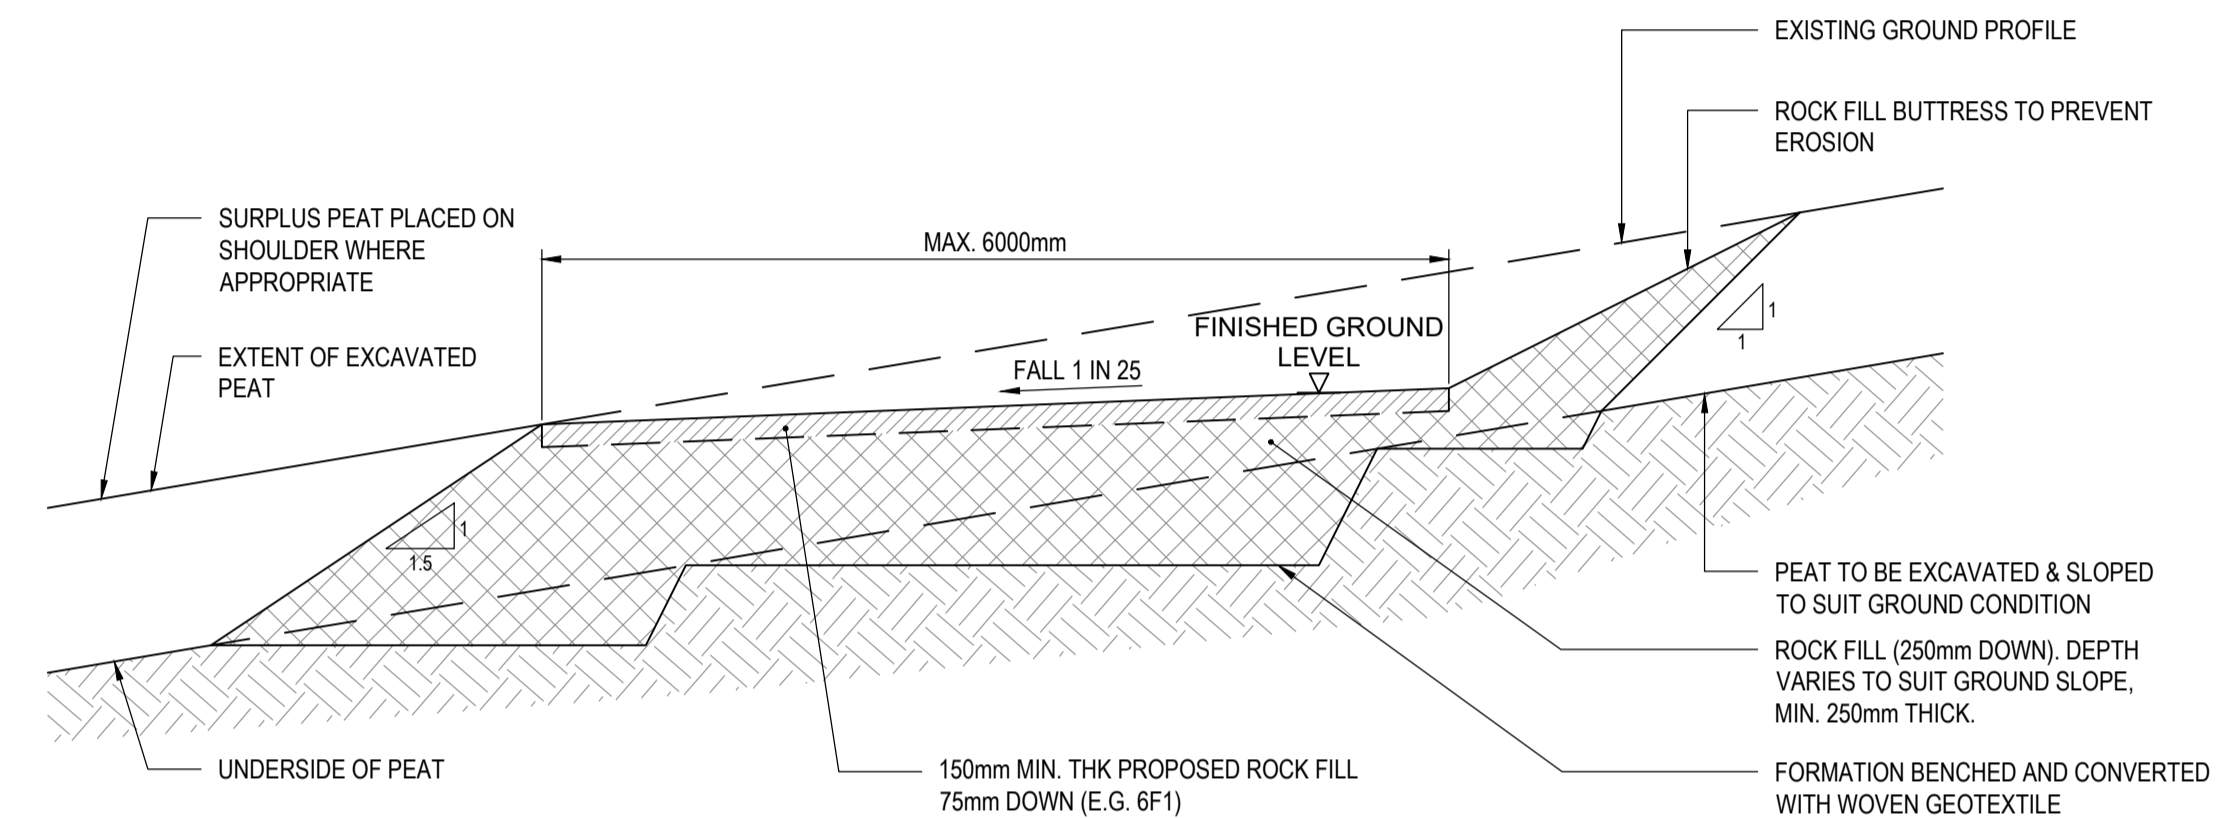 EXISTING GROUND PROFILE
ROCK FILL BUTTRESS TO PREVENT
EROSION
SURPLUS PEAT PLACED ON
SHOULDER WHERE
APPROPRIATE
MAX. 6000mm
EXTENT OF EXCAVATED
PEAT
FINISHED GROUND
LEVEL
FALL 1 IN 25
1
1
1
1.5
PEAT TO BE EXCAVATED & SLOPED
TO SUIT GROUND CONDITION
ROCK FILL (250mm DOWN). DEPTH
VARIES TO SUIT GROUND SLOPE,
MIN. 250mm THICK.
UNDERSIDE OF PEAT
150mm MIN. THK PROPOSED ROCK FILL
75mm DOWN (E.G. 6F1)
FORMATION BENCHED AND CONVERTED
WITH WOVEN GEOTEXTILE